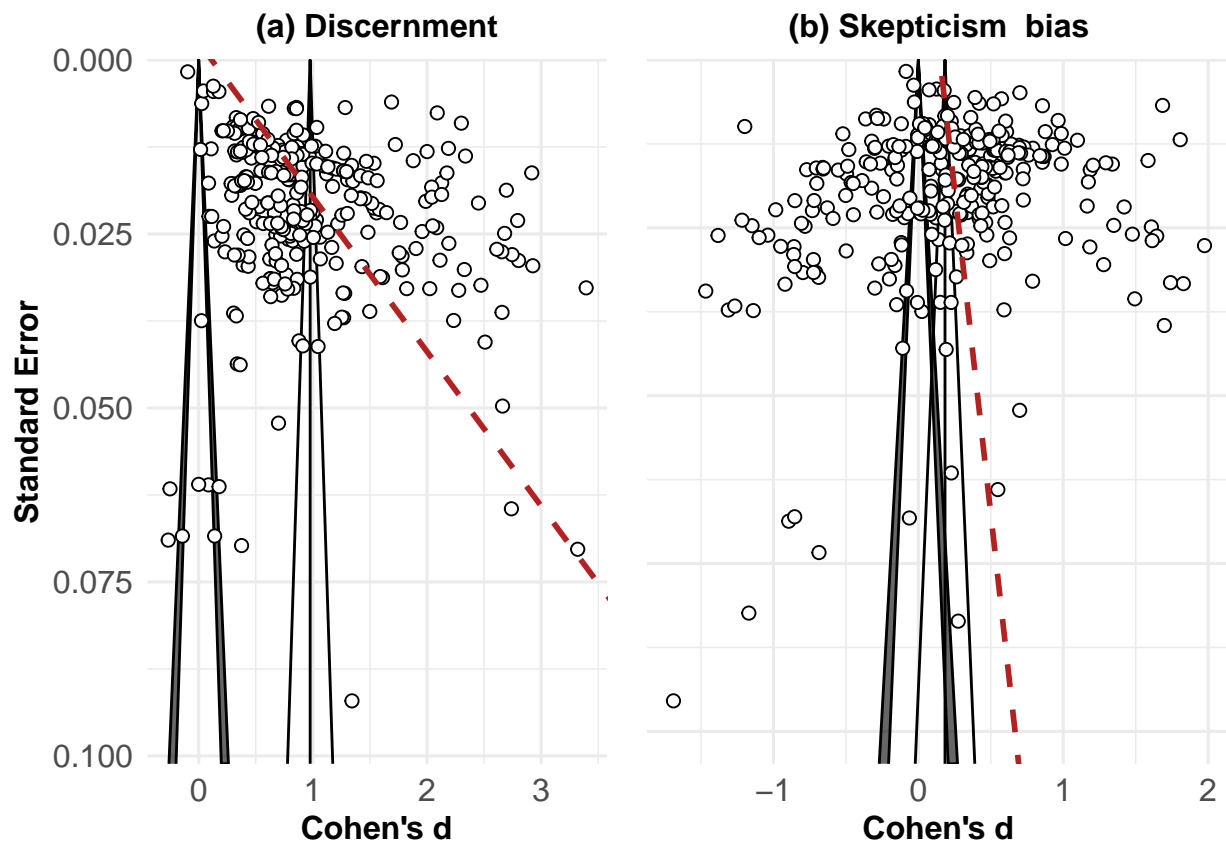 (a) Discernment
(b) Skepticism bias
Standard Error
0.000
0.025
0.050
0.075
0.100
0 1 2 3
−1 0 1 2
Cohen's d
Cohen's d